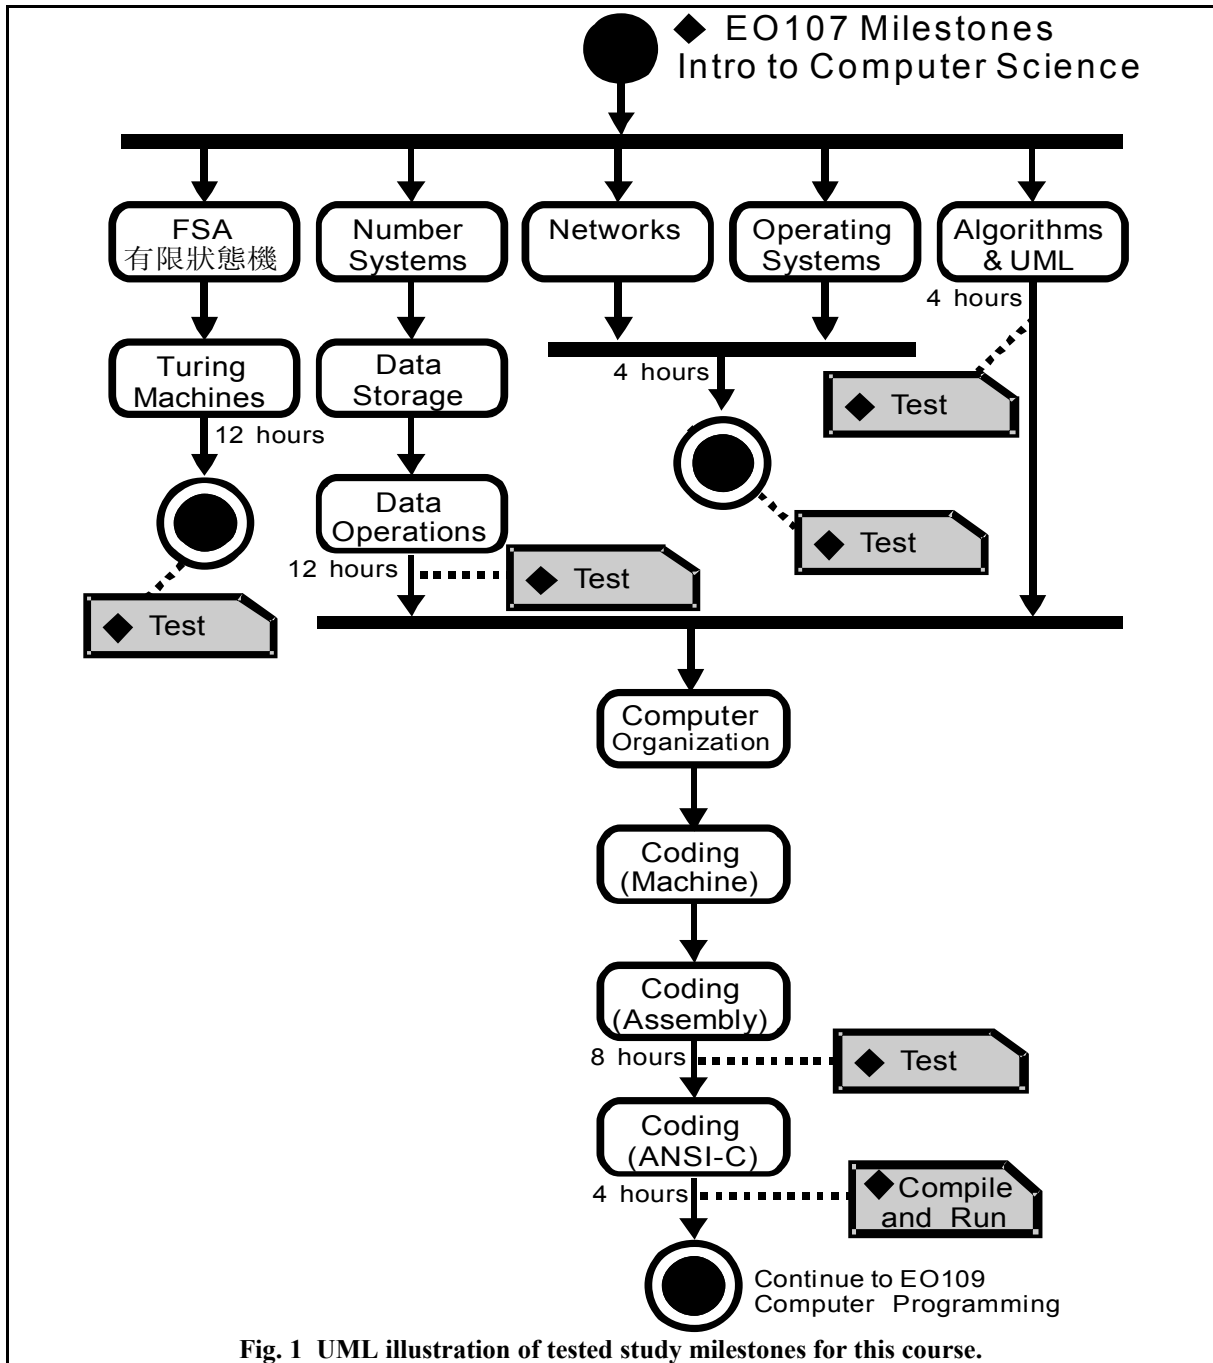 ◆ EO107 Milestones
Intro to Computer Science
FSA
有限狀態機
Number
Systems
Networks
Operating
Systems
Algorithms
& UML
4 hours
Turing
Machines
12 hours
Data
Storage
4 hours
◆ Test
Data
Operations
12 hours
◆ Test
◆ Test
◆ Test
Computer
Organization
Coding
(Machine)
Coding
(Assembly)
8 hours
◆ Test
Coding
(ANSI-C)
4 hours
◆ Compile
and Run
Continue to EO109
Computer Programming
Fig. 1 UML illustration of tested study milestones for this course.